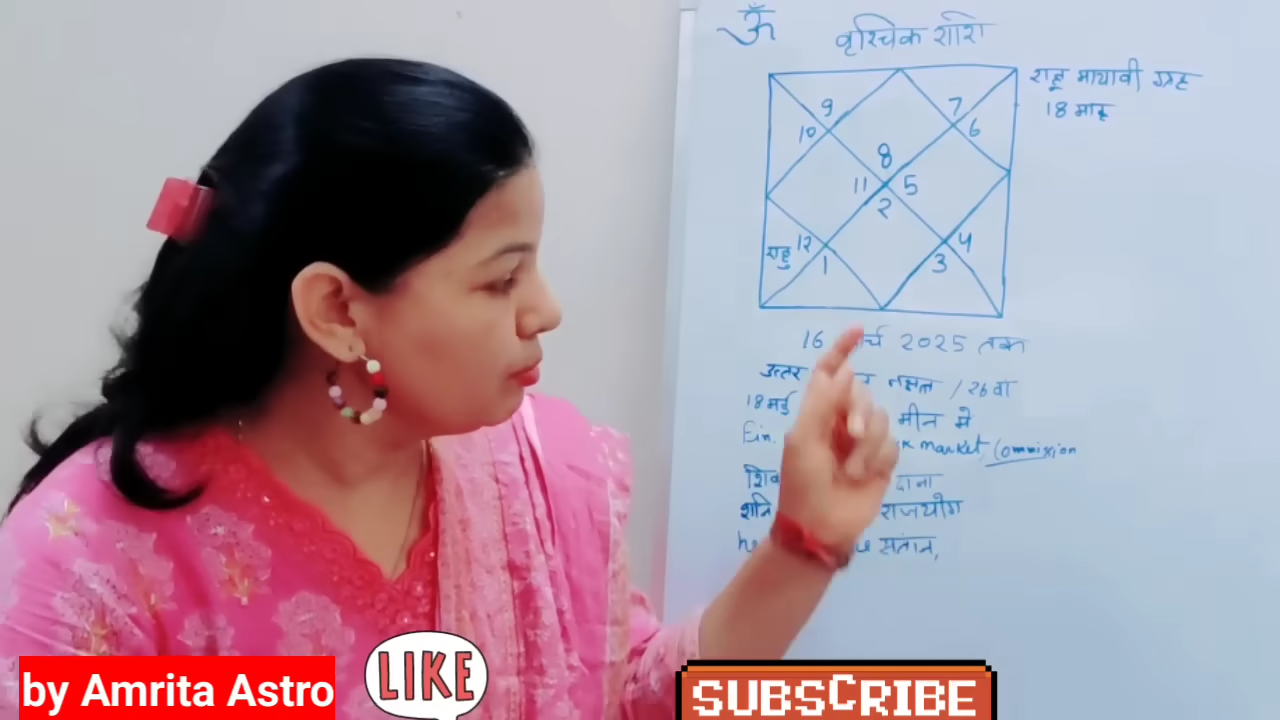 ॐ
वृश्चिक राशि
राहू मायावी ग्रह
18 माह
9
7
10
6
8
11
5
2
राहु
12
4
1
3
16 2025 तक
उत्तर नक्षत्र / 26वा
18 मई मीन मे
Fin. market, Commission
दाना
शनि राजयोग
संतान,
by Amrita Astro
LIKE
SUBSCRIBE